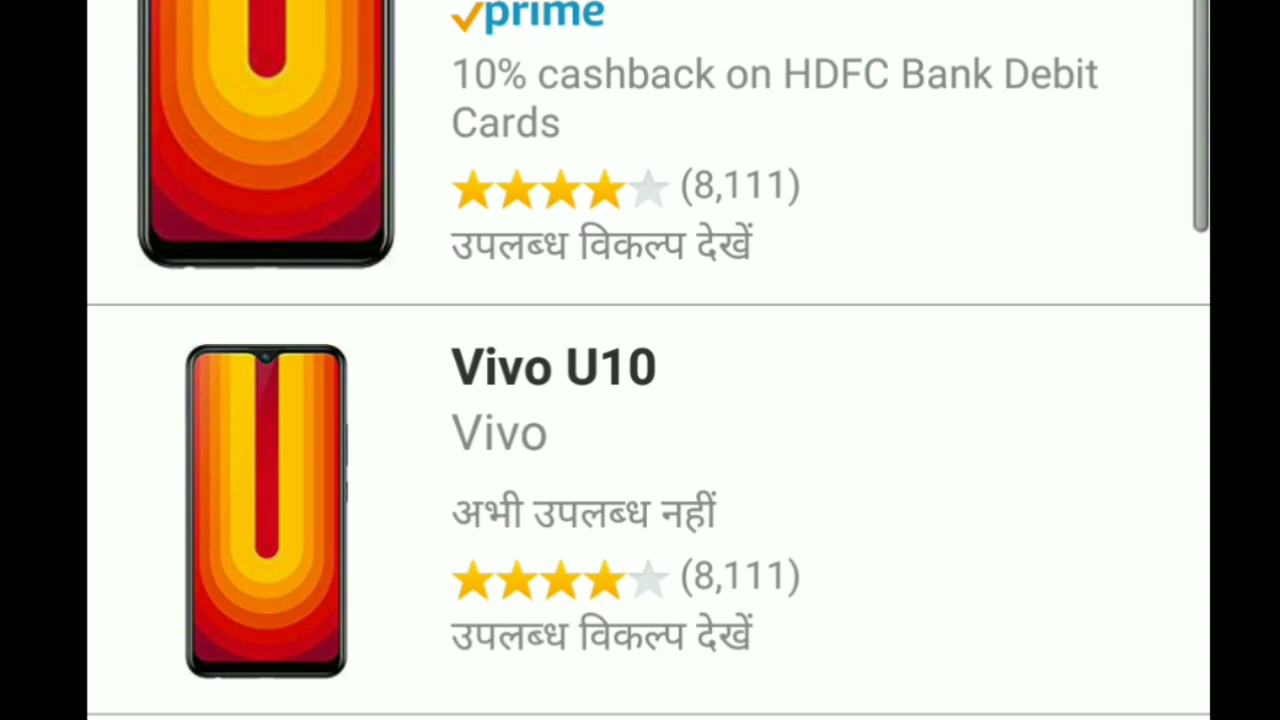 prime
10% cashback on HDFC Bank Debit
Cards
(8,111)
उपलब्ध विकल्प देखें
Vivo U10
Vivo
अभी उपलब्ध नहीं
(8,111)
उपलब्ध विकल्प देखें